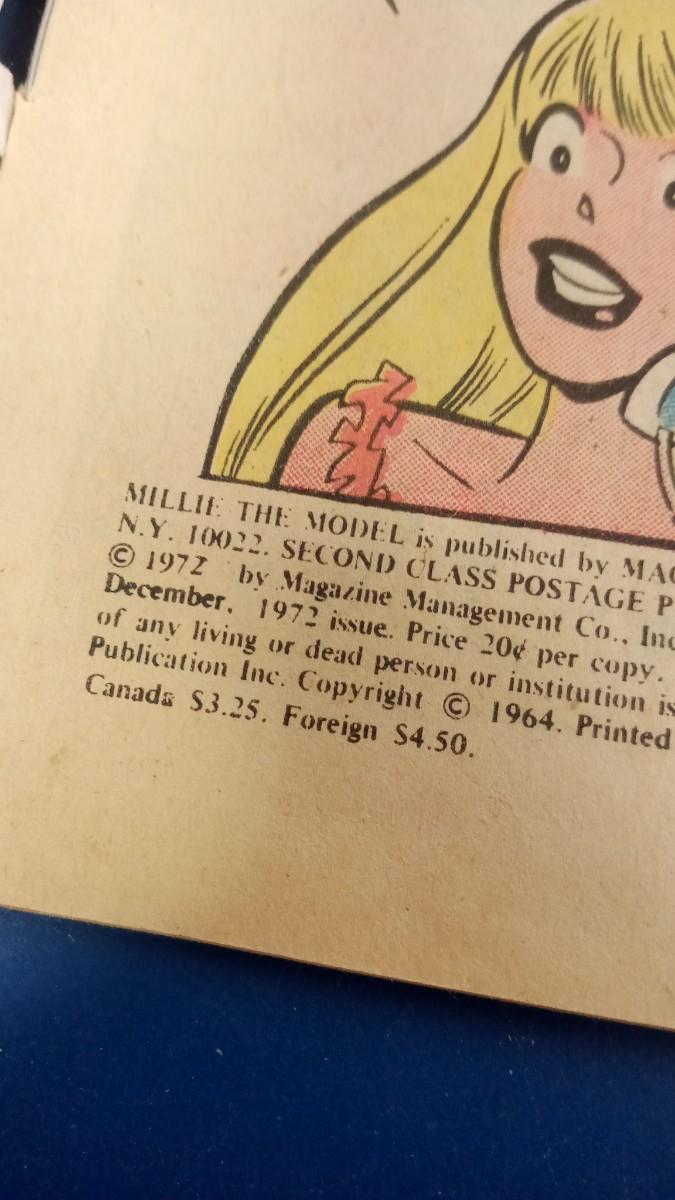 MILLIE THE MODEL is published by MAG
N.Y. 10022. SECOND CLASS POSTAGE P
© 1972 by Magazine Management Co., Inc
December, 1972 issue. Price 20¢ per copy.
of any living or dead person or institution is
Publication Inc. Copyright © 1964. Printed
Canada $3.25. Foreign $4.50.